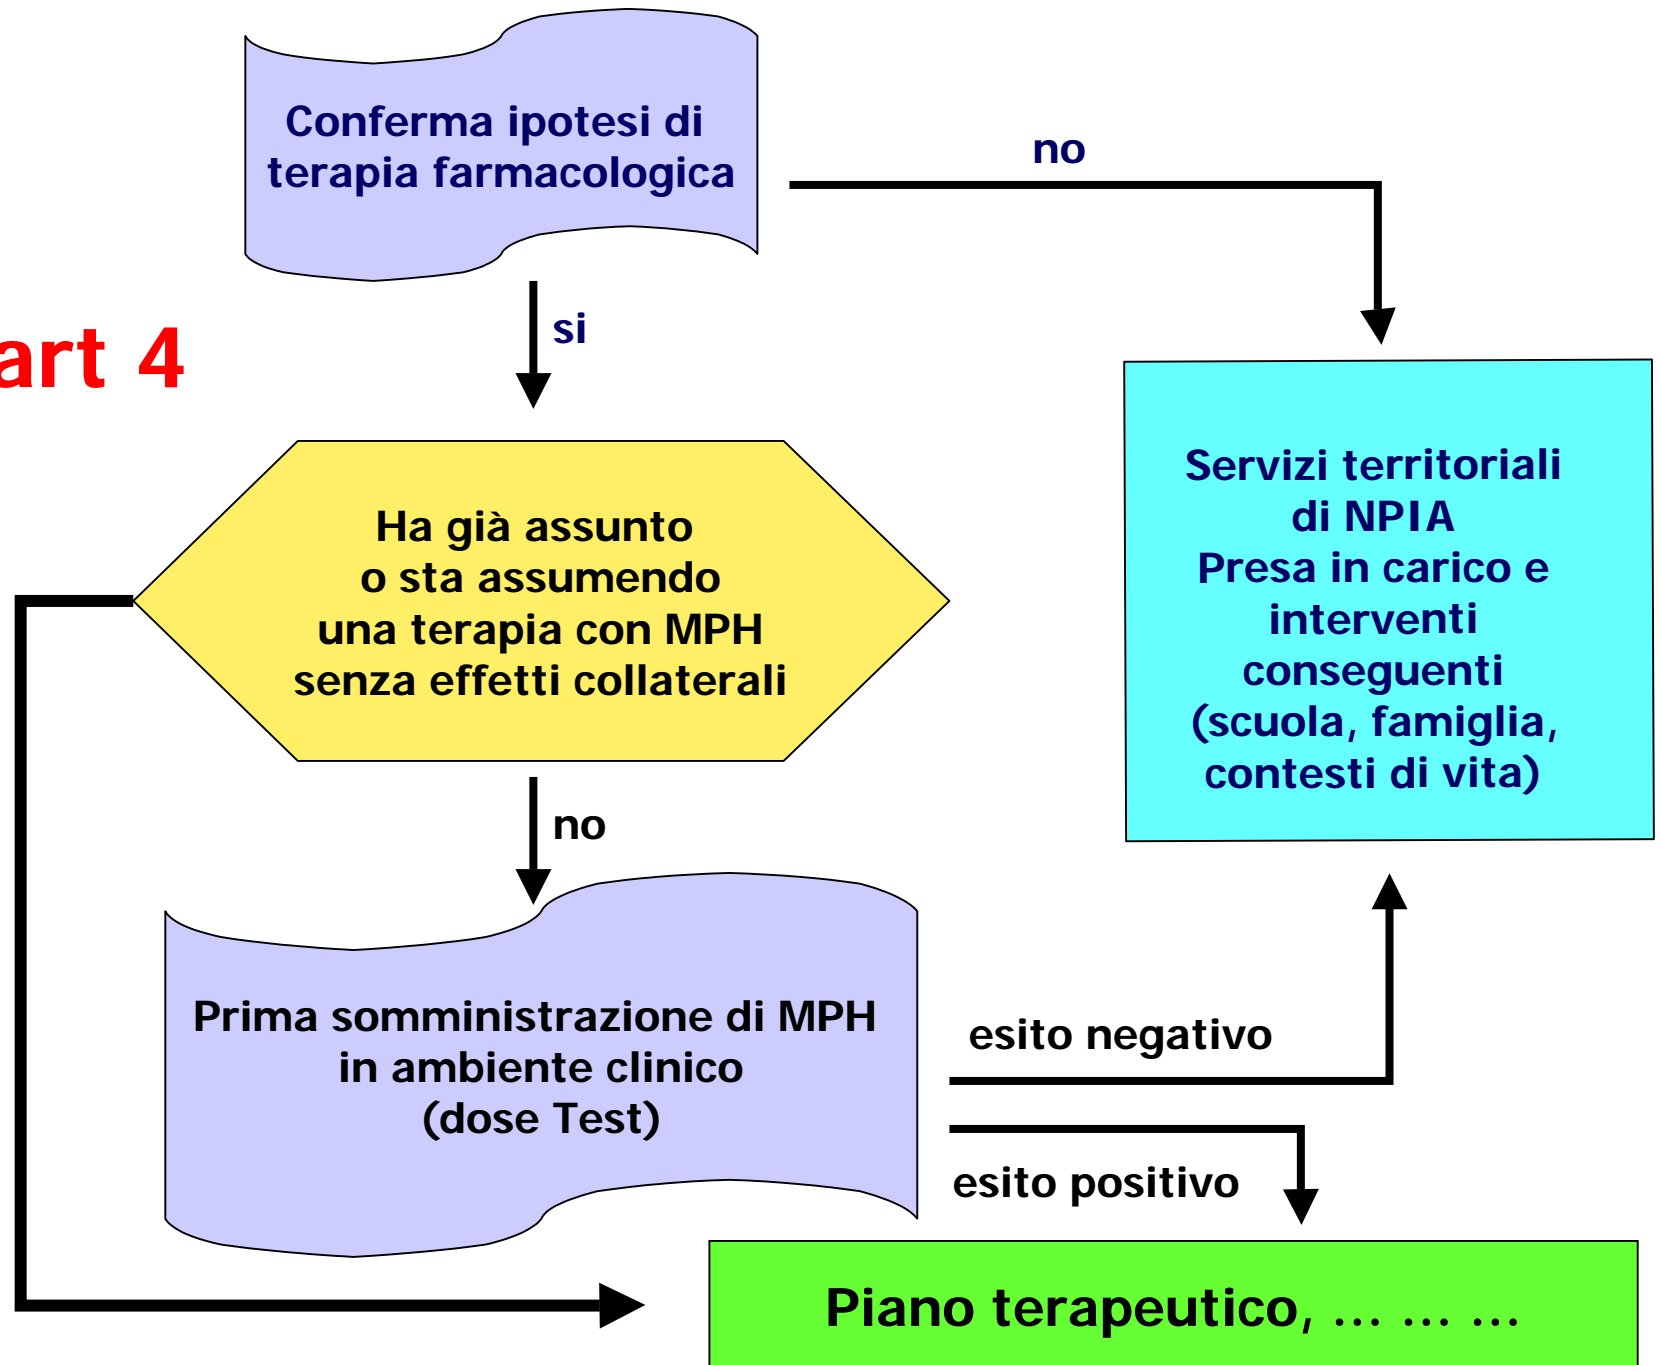 Conferma ipotesi di
terapia farmacologica
no
si
art 4
Ha già assunto
o sta assumendo
una terapia con MPH
senza effetti collaterali
Servizi territoriali
di NPIA
Presa in carico e
interventi
conseguenti
(scuola, famiglia,
contesti di vita)
no
Prima somministrazione di MPH
in ambiente clinico
(dose Test)
esito negativo
esito positivo
Piano terapeutico, ... ... ...